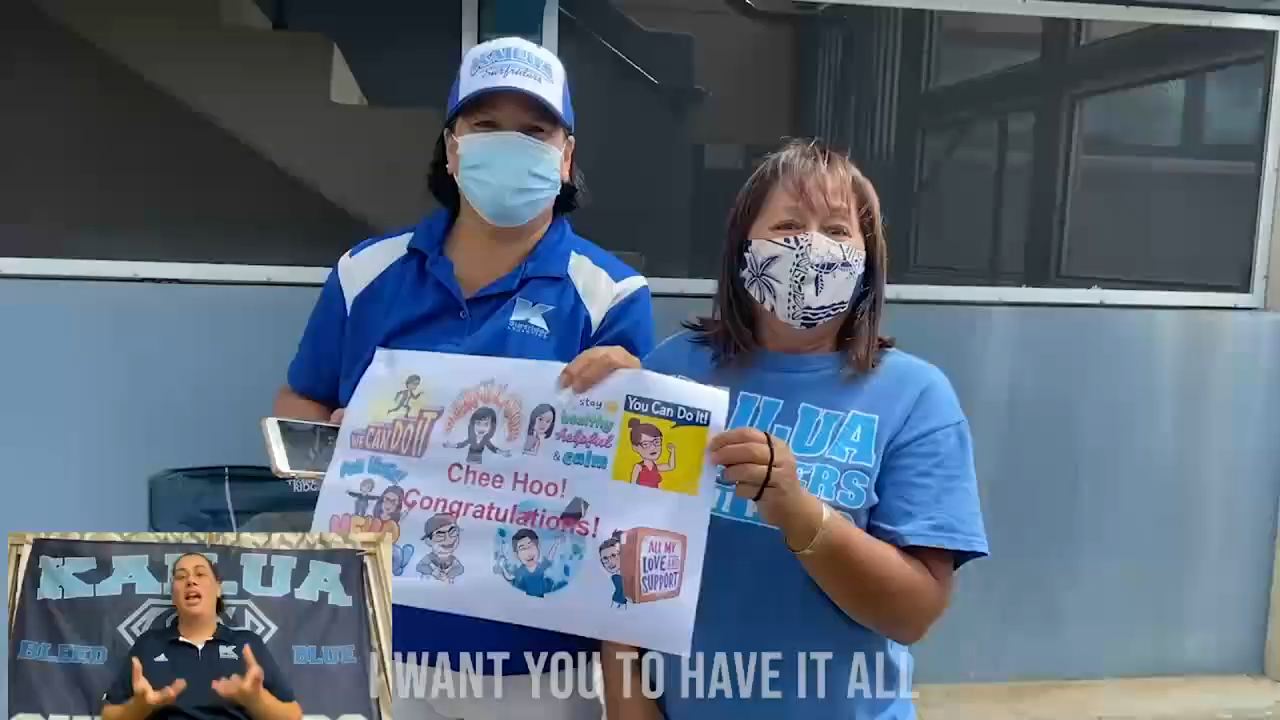 KAILUA
Surfriders
K
WE CAN DO IT
stay
healthy
helpful
& calm
You Can Do It!
Chee Hoo!
Congratulations!
ALL MY
LOVE AND
SUPPORT
KAILUA
BLEED BLUE
K
I WANT YOU TO HAVE IT ALL